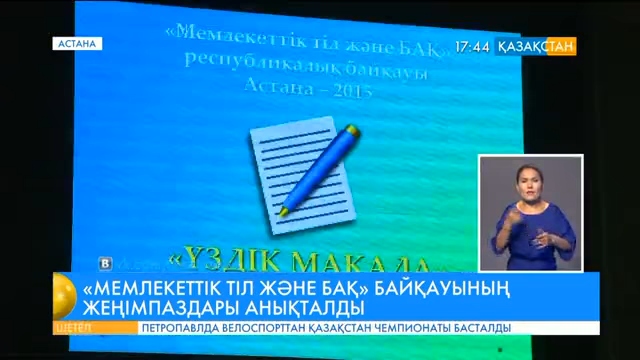 АСТАНА
17:44 ҚАЗАҚСТАН
«Мемлекеттік тіл және БАҚ»
республикалық байқауы
Астана – 2015
«ҮЗДІК МАҚАЛА»
«МЕМЛЕКЕТТІК ТІЛ ЖӘНЕ БАҚ» БАЙҚАУЫНЫҢ
ЖЕҢІМПАЗДАРЫ АНЫҚТАЛДЫ
ШЕТЕЛ
ПЕТРОПАВЛДА ВЕЛОСПОРТТАН ҚАЗАҚСТАН ЧЕМПИОНАТЫ БАСТАЛДЫ